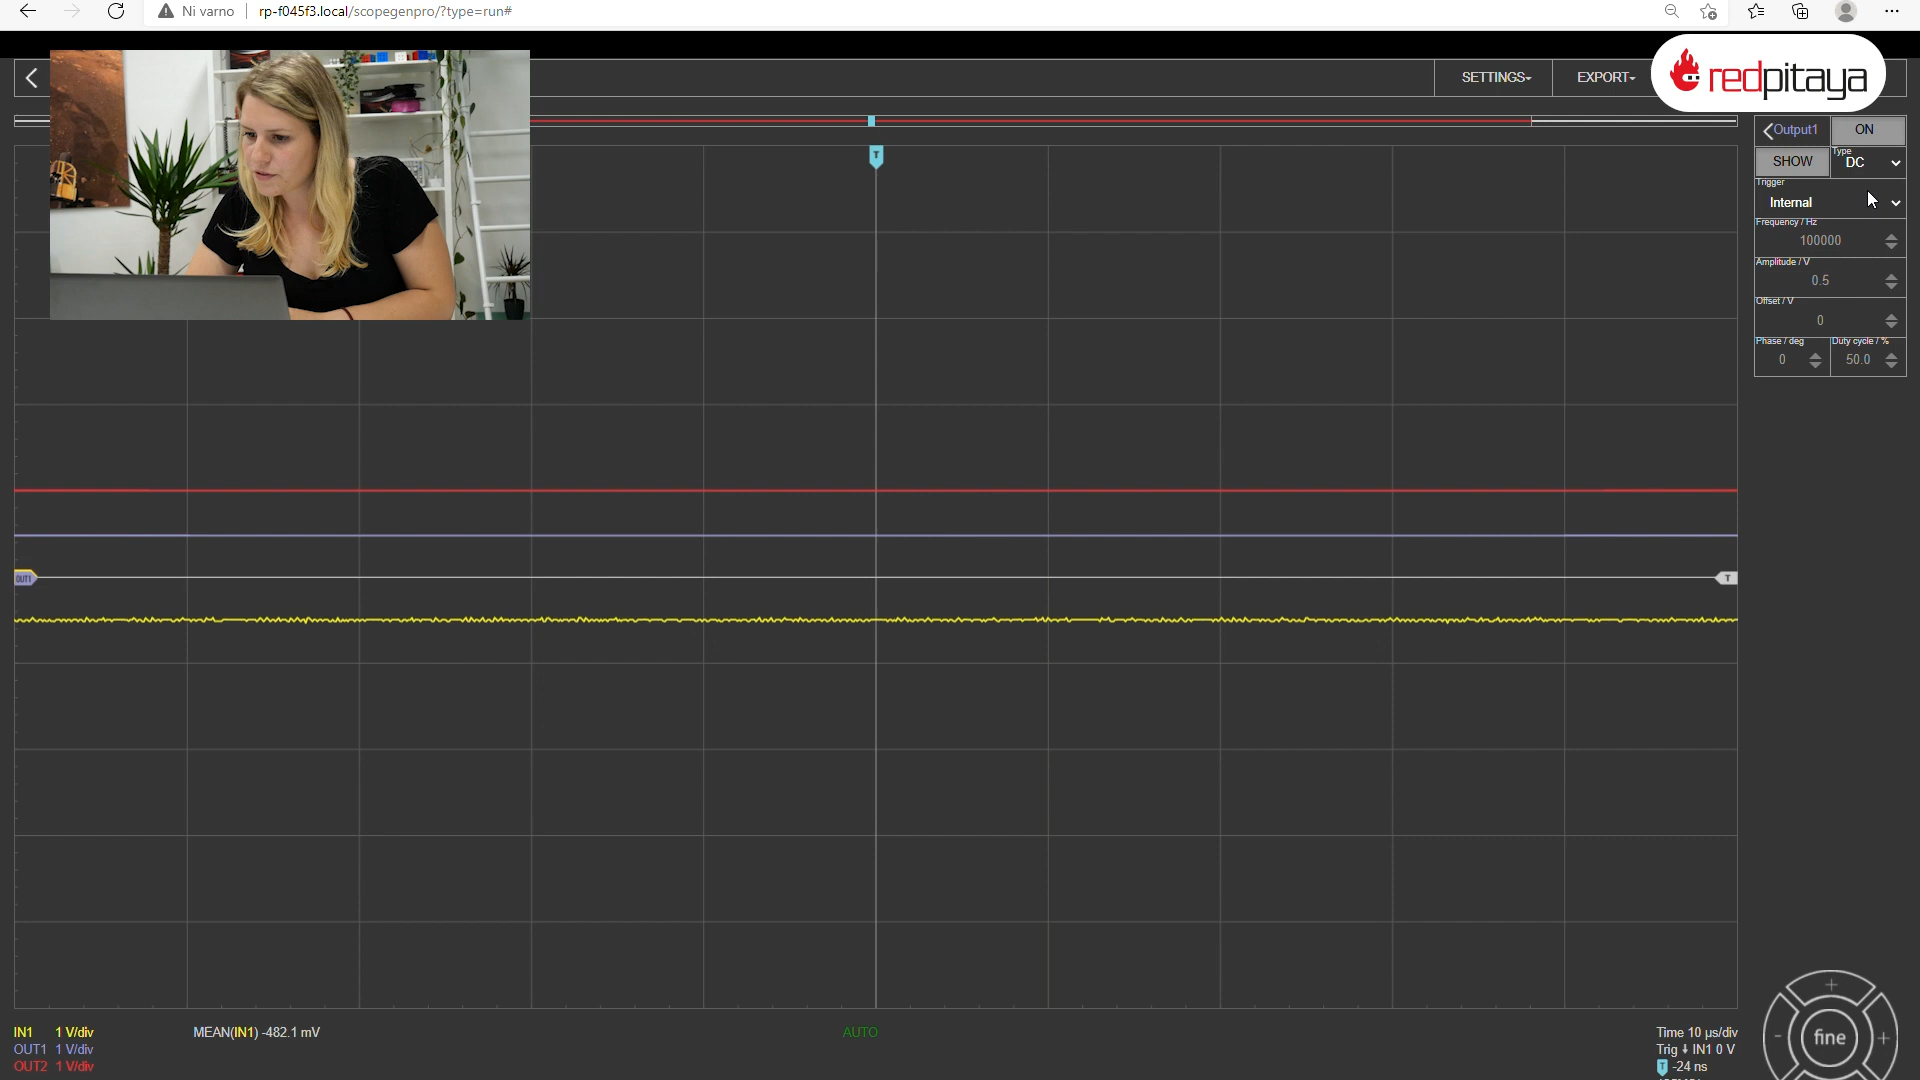 Ni varno
rp-f045f3.local/scopegenpro/?type=run#
SETTINGS
EXPORT
redpitaya
Output1
ON
SHOW
Type
DC
Trigger
Internal
Frequency / Hz
100000
Amplitude / V
0.5
Offset / V
0
Phase / deg
0
Duty cycle / %
50.0
T
OUT1
T
IN1 1 V/div
OUT1 1 V/div
OUT2 1 V/div
MEAN(IN1) -482.1 mV
AUTO
Time 10 µs/div
Trig IN1 0 V
T -24 ns
+
- fine +